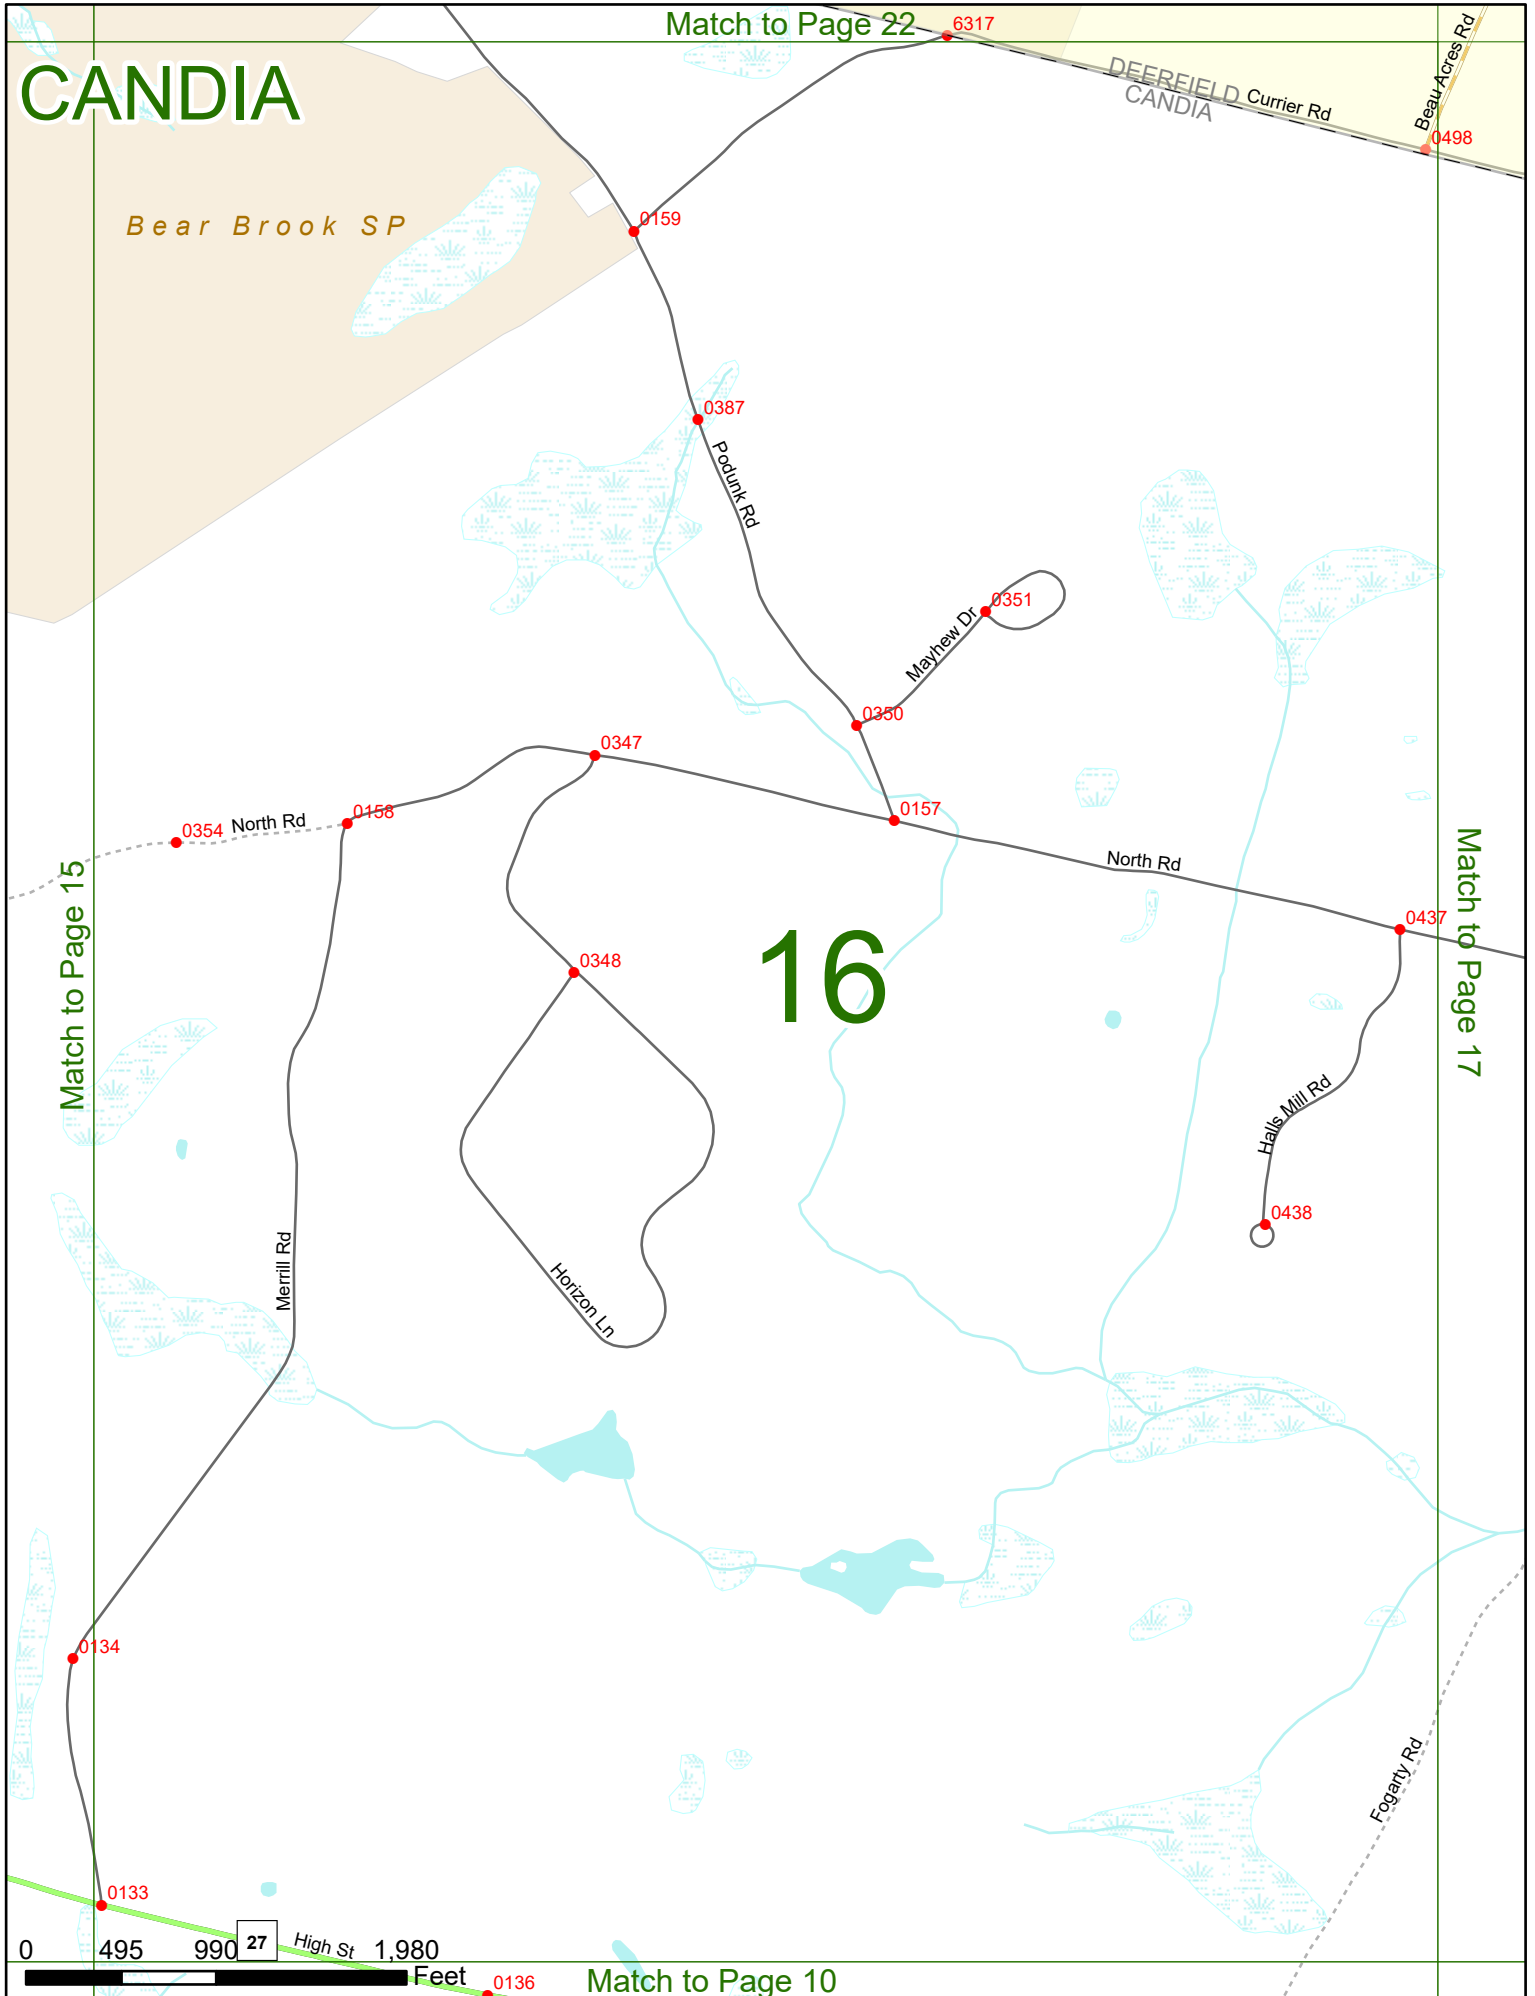 Match to Page 22
6317
CANDIA
DEERFIELD
CANDIA
Currier Rd
Beau Acres Rd
0498
Bear Brook SP
0159
0387
Podunk Rd
0351
Mayhew Dr
0350
0347
0158
0157
North Rd
0354
North Rd
Match to Page 15
Match to Page 17
0437
0348
16
Halls Mill Rd
0438
Merrill Rd
Horizon Ln
0134
Fogarty Rd
0133
27
High St
0 495 990 1,980
Feet
0136
Match to Page 10